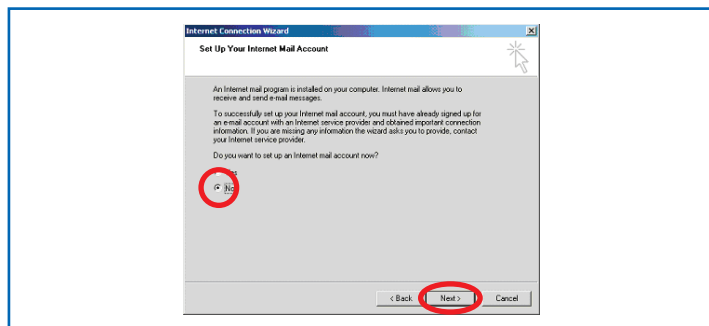 Internet Connection Wizard
Set Up Your Internet Mail Account
An Internet mail program is installed on your computer. Internet mail allows you to
receive and send e-mail messages.
To successfully set up your Internet mail account, you must have already signed up for
an e-mail account with an Internet service provider and obtained important connection
information. If you are missing any information the wizard asks you to provide, contact
your Internet service provider.
Do you want to set up an Internet mail account now?
Yes
No
< Back Next > Cancel